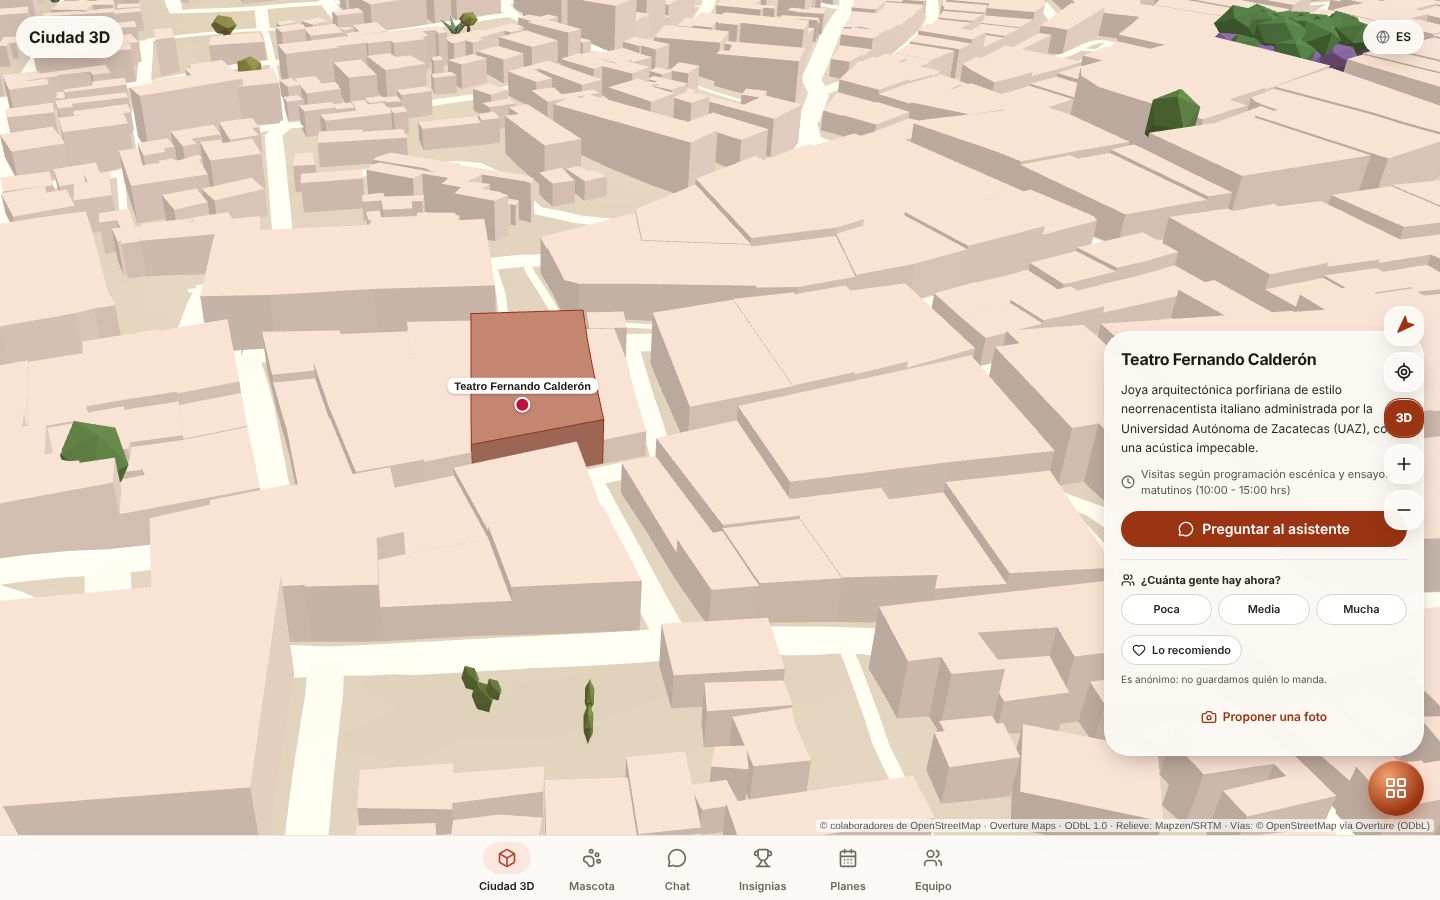 Ciudad 3D
ES
Teatro Fernando Calderón
Teatro Fernando Calderón
Joya arquitectónica porfiriana de estilo
neorrenacentista italiano administrada por la
Universidad Autónoma de Zacatecas (UAZ), co
una acústica impecable.
Visitas según programación escénica y ensayo
matutinos (10:00 - 15:00 hrs)
3D
Preguntar al asistente
¿Cuánta gente hay ahora?
Poca
Media
Mucha
Lo recomiendo
Es anónimo: no guardamos quién lo manda.
Proponer una foto
© colaboradores de OpenStreetMap · Overture Maps · ODbL 1.0 · Relieve: Mapzen/SRTM · Vías: © OpenStreetMap vía Overture (ODbL)
Ciudad 3D
Mascota
Chat
Insignias
Planes
Equipo